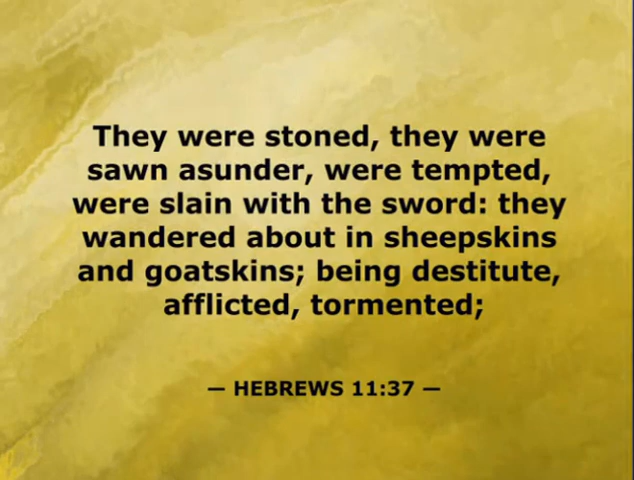 They were stoned, they were
sawn asunder, were tempted,
were slain with the sword: they
wandered about in sheepskins
and goatskins; being destitute,
afflicted, tormented;
— HEBREWS 11:37 —